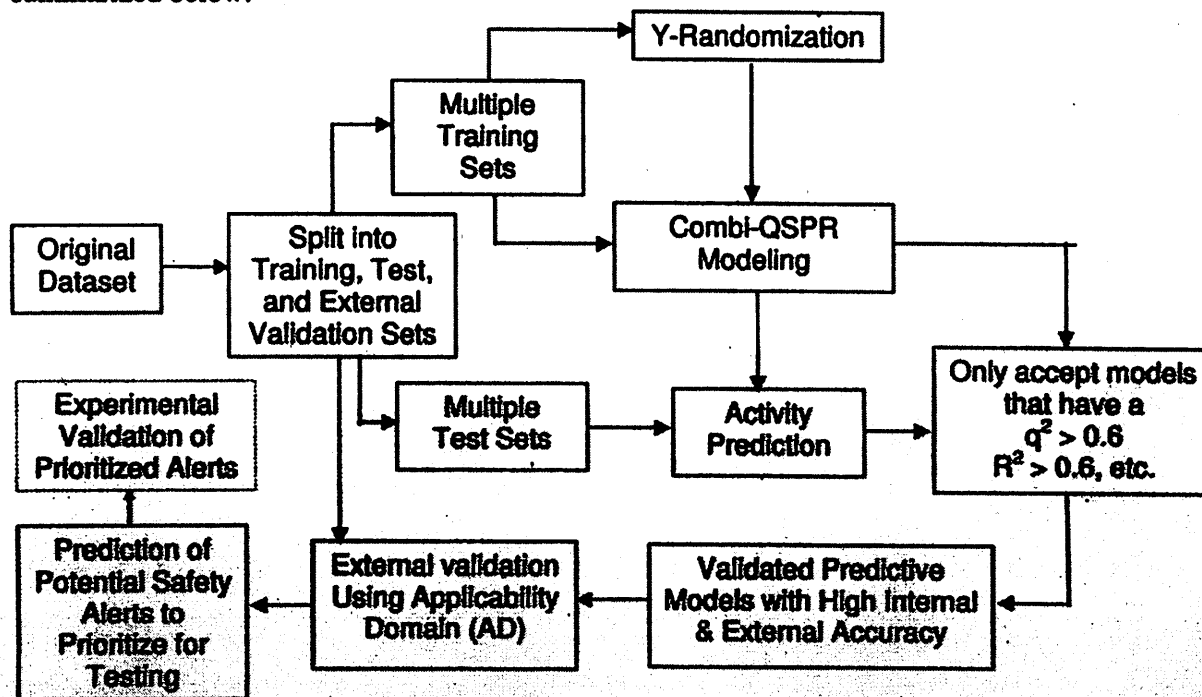 Y-Randomization
Multiple
Training
Sets
Original
Dataset
Split into
Training, Test,
and External
Validation Sets
Combi-QSPR
Modeling
Experimental
Validation of
Prioritized Alerts
Multiple
Test Sets
Activity
Prediction
Only accept models
that have a
q² > 0.6
R² > 0.6, etc.
Prediction of
Potential Safety
Alerts to
Prioritize for
Testing
External validation
Using Applicability
Domain (AD)
Validated Predictive
Models with High Internal
& External Accuracy